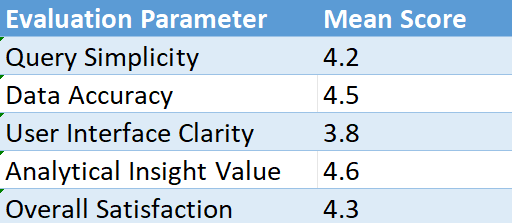 Evaluation Parameter Mean Score
Query Simplicity 4.2
Data Accuracy 4.5
User Interface Clarity 3.8
Analytical Insight Value 4.6
Overall Satisfaction 4.3